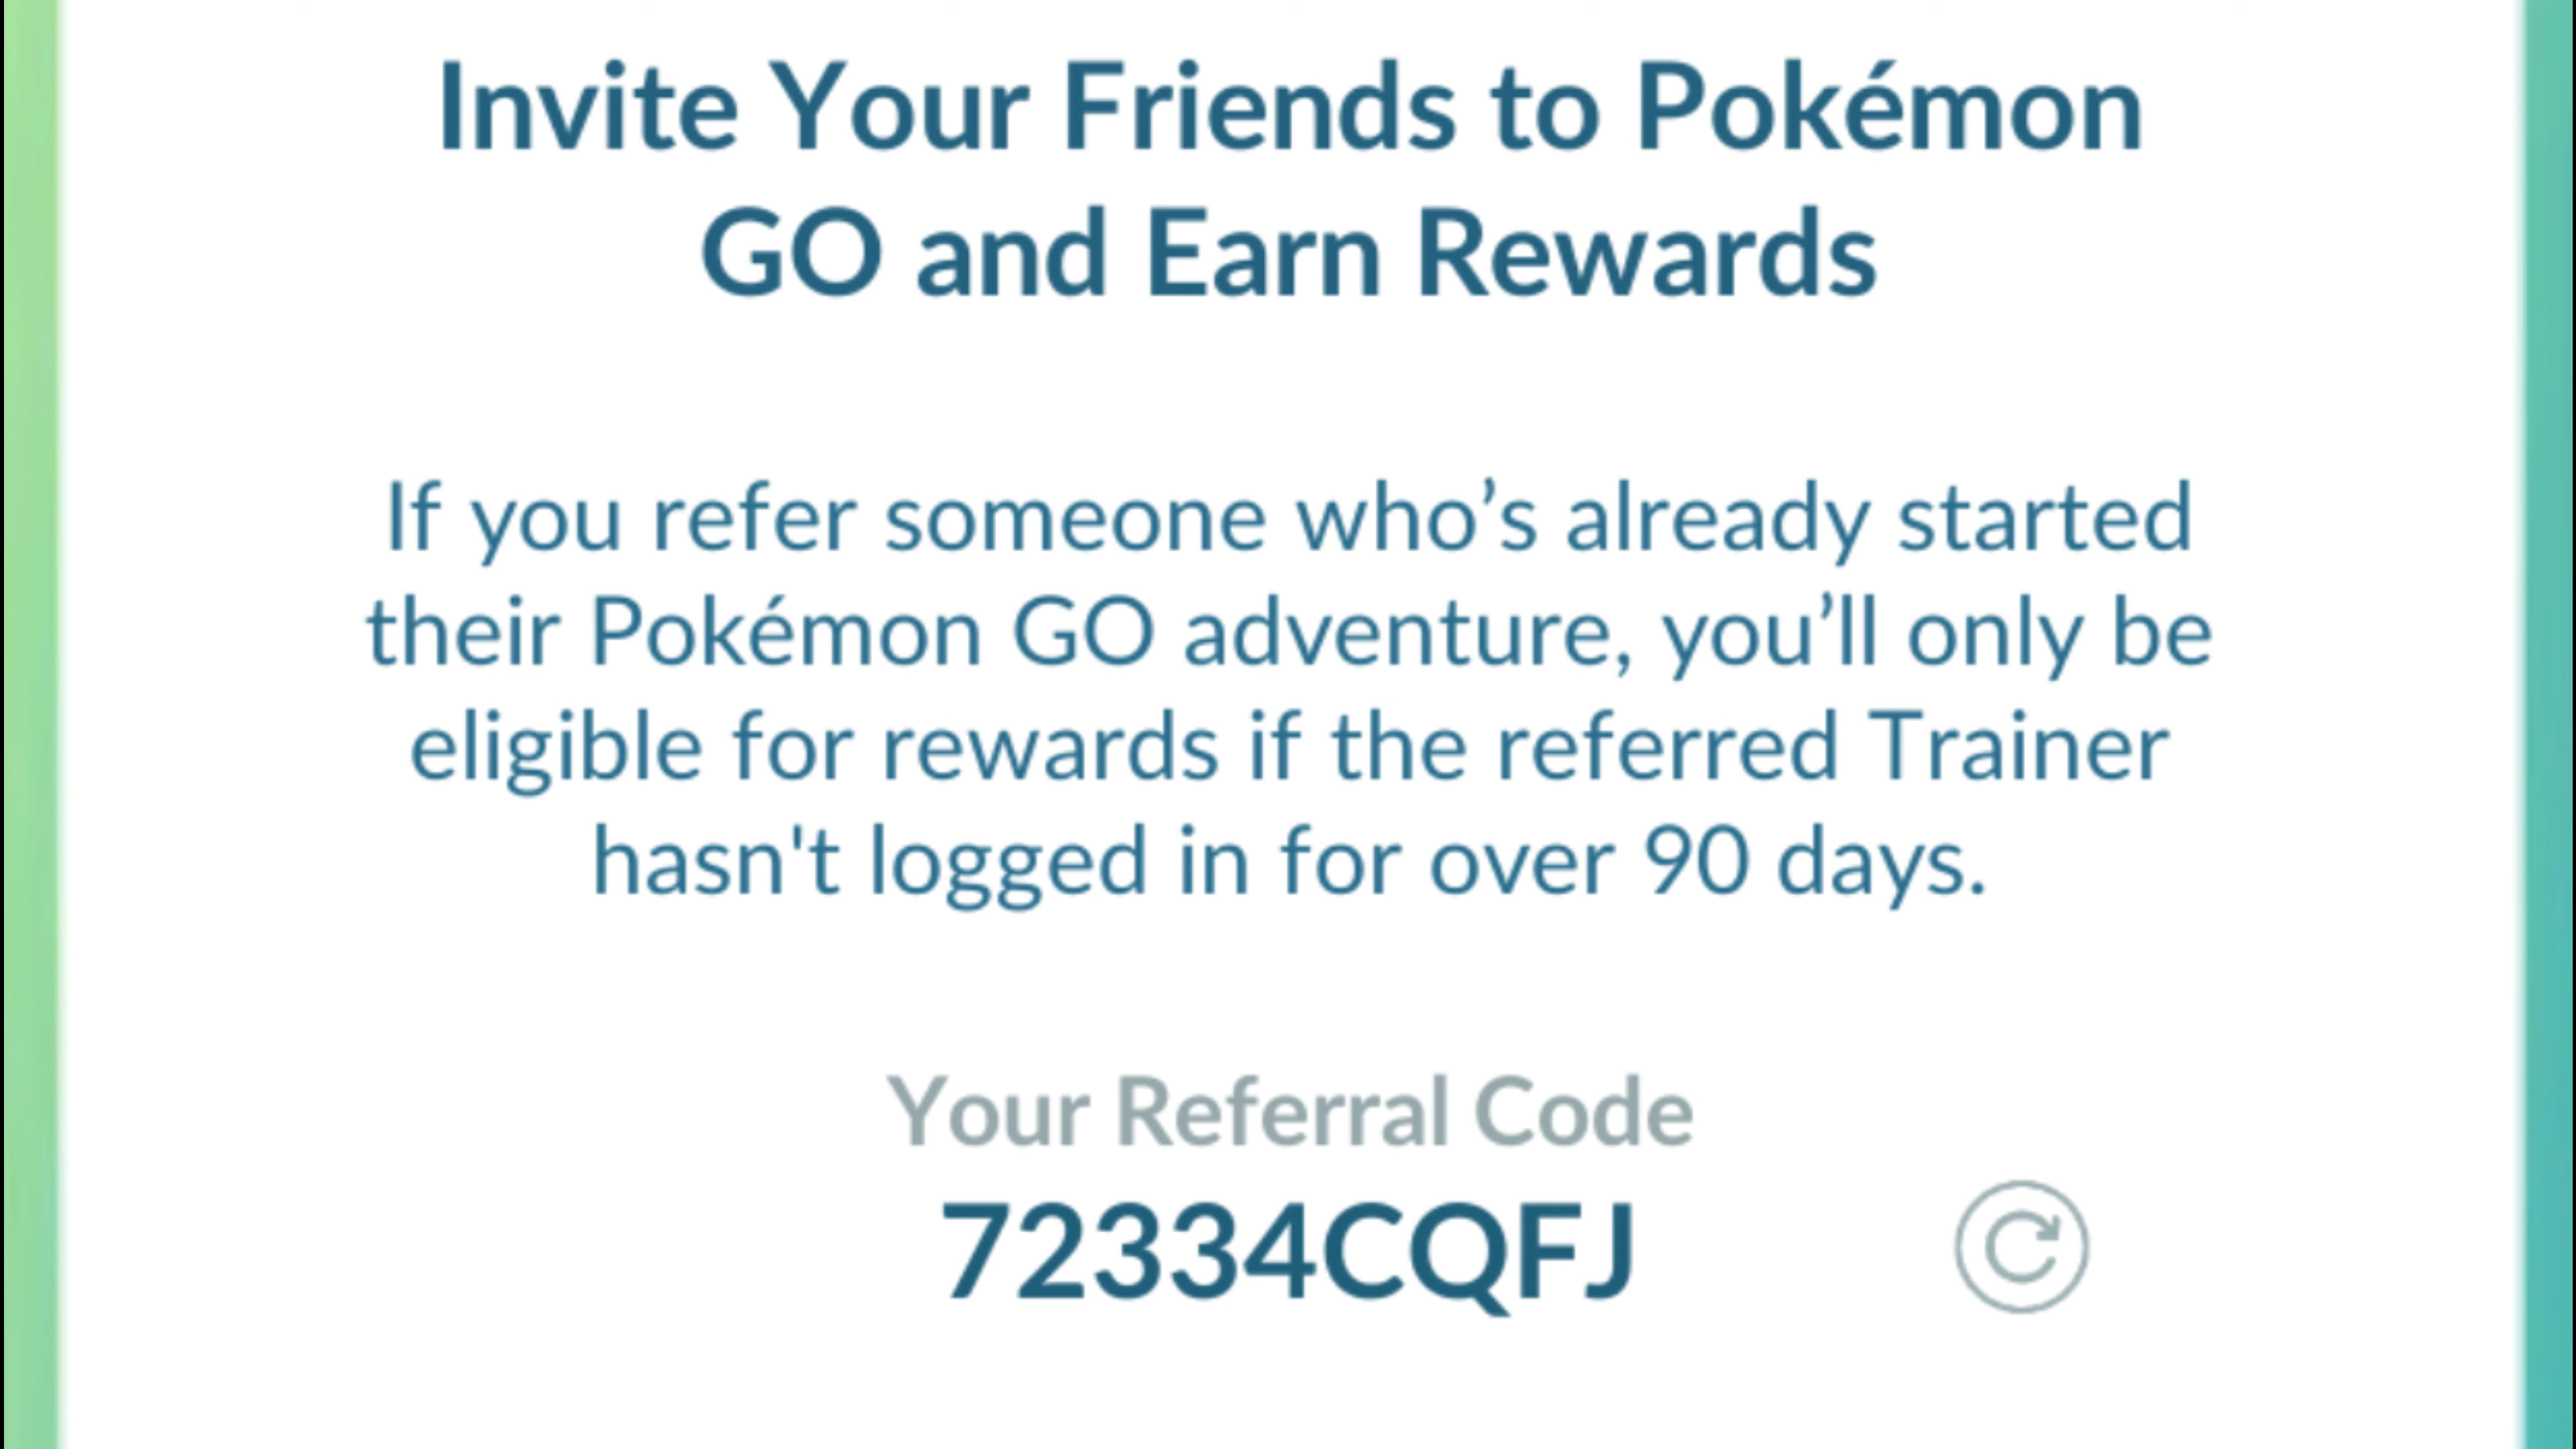 Invite Your Friends to Pokémon
GO and Earn Rewards
If you refer someone who’s already started
their Pokémon GO adventure, you’ll only be
eligible for rewards if the referred Trainer
hasn't logged in for over 90 days.
Your Referral Code
72334CQFJ